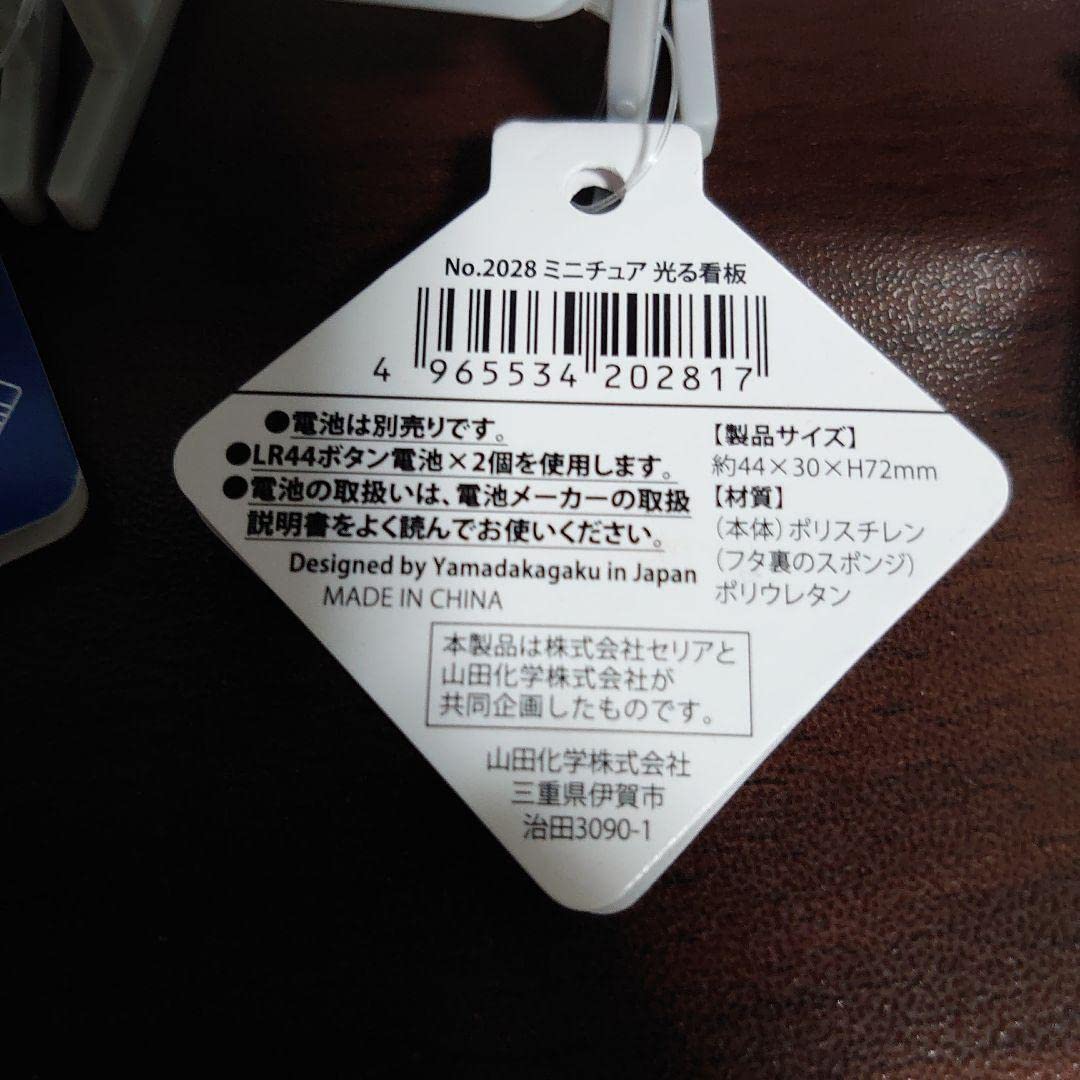 No.2028 ミニチュア 光る看板
4 965534 202817
●電池は別売りです。
●LR44ボタン電池×2個を使用します。
●電池の取扱いは、電池メーカーの取扱
説明書をよく読んでお使いください。
Designed by Yamadakagaku in Japan
MADE IN CHINA
【製品サイズ】
約44×30×H72mm
【材質】
（本体）ポリスチレン
（フタ裏のスポンジ）
ポリウレタン
本製品は株式会社セリアと
山田化学株式会社が
共同企画したものです。
山田化学株式会社
三重県伊賀市
治田3090-1